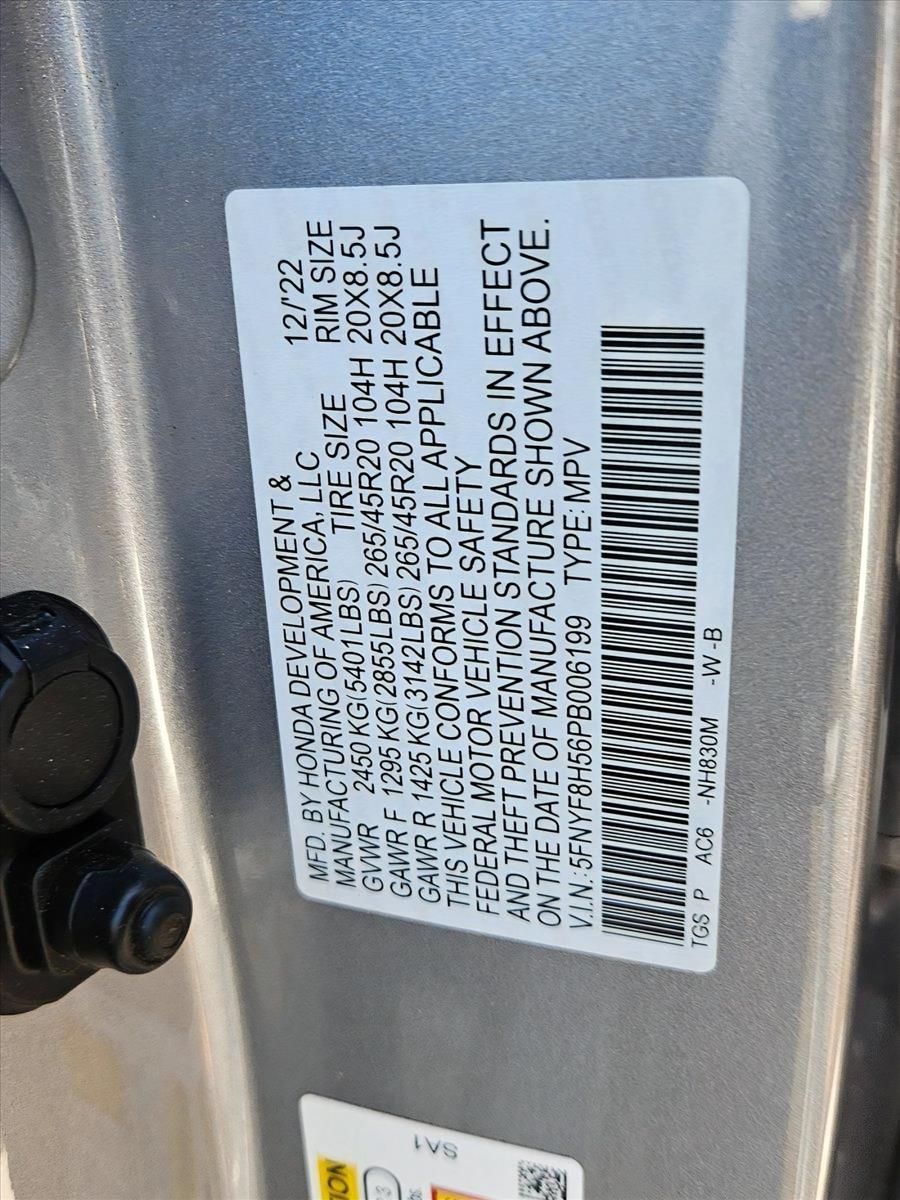 MFD. BY HONDA DEVELOPMENT &
MANUFACTURING OF AMERICA, LLC 12/'22
TIRE SIZE RIM SIZE
GVWR 2450 KG(5401LBS)
GAWR F 1295 KG(2855LBS) 265/45R20 104H 20X8.5J
GAWR R 1425 KG(3142LBS) 265/45R20 104H 20X8.5J
THIS VEHICLE CONFORMS TO ALL APPLICABLE
FEDERAL MOTOR VEHICLE SAFETY
AND THEFT PREVENTION STANDARDS IN EFFECT
ON THE DATE OF MANUFACTURE SHOWN ABOVE.
V.I.N.:5FNYF8H56PB006199 TYPE: MPV
TGS P AC6 -NH830M -W -B
SA1